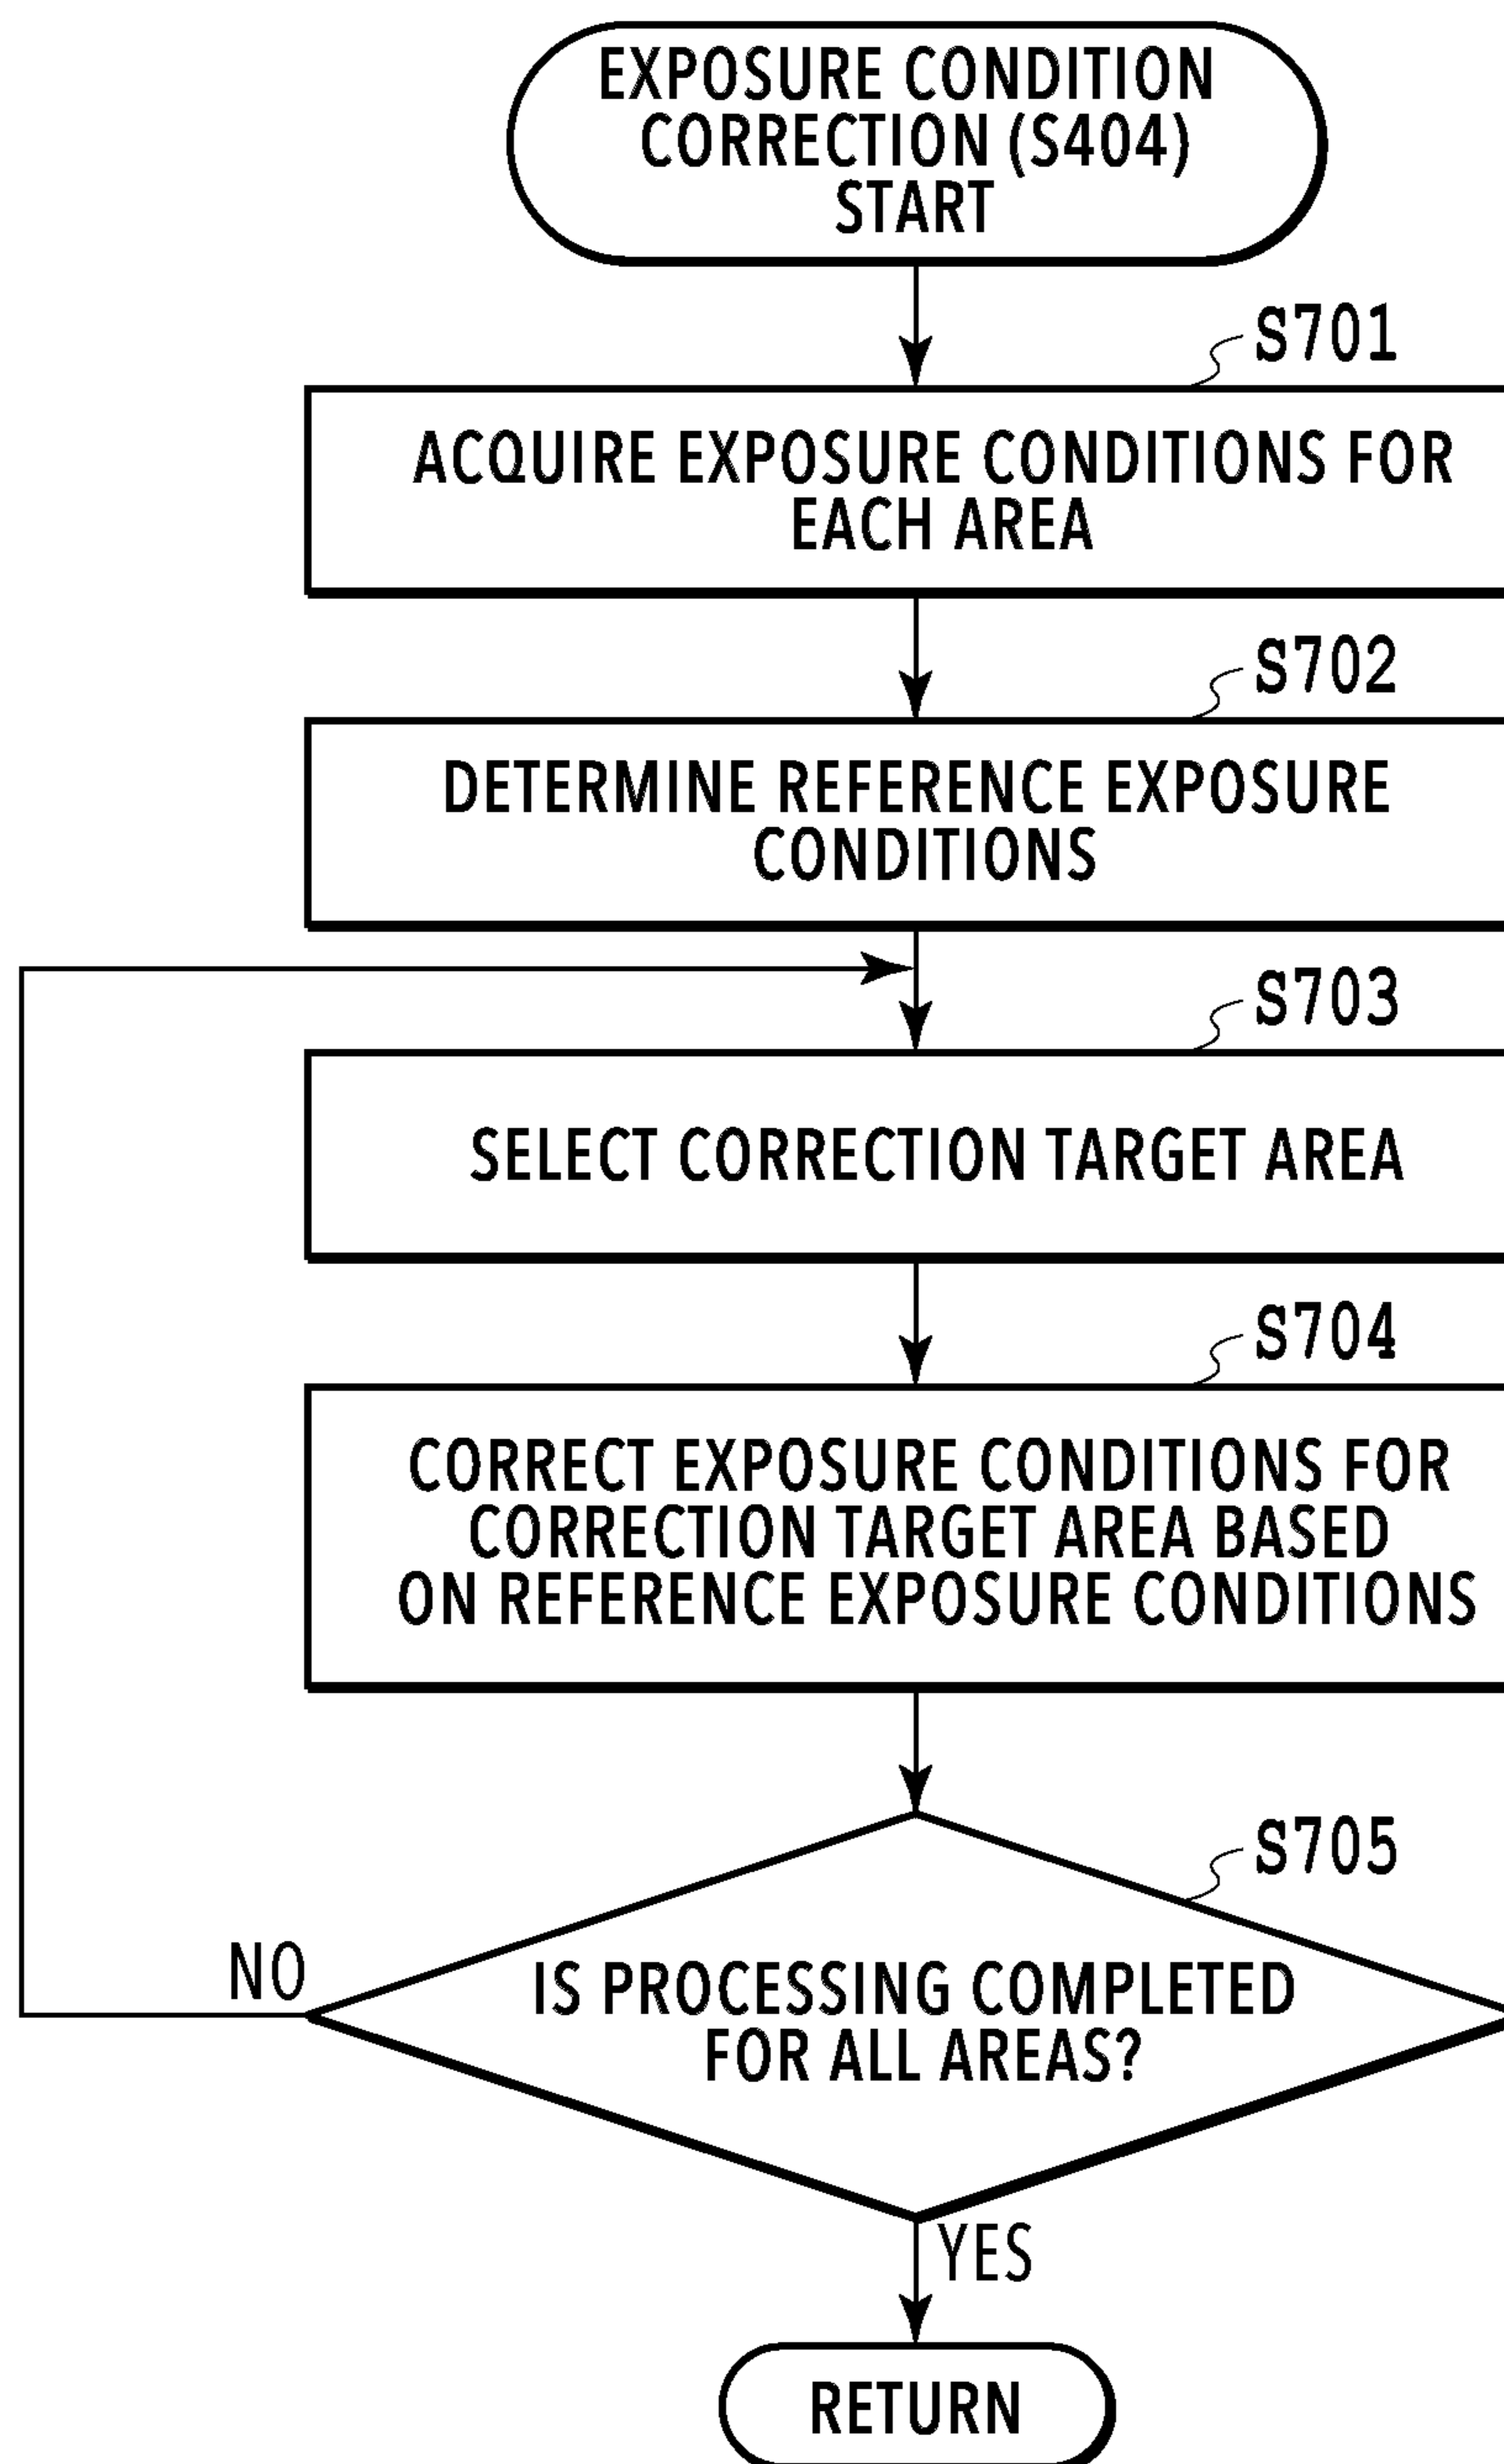 EXPOSURE CONDITION
CORRECTION (S404)
START
S701
ACQUIRE EXPOSURE CONDITIONS FOR
EACH AREA
S702
DETERMINE REFERENCE EXPOSURE
CONDITIONS
S703
SELECT CORRECTION TARGET AREA
S704
CORRECT EXPOSURE CONDITIONS FOR
CORRECTION TARGET AREA BASED
ON REFERENCE EXPOSURE CONDITIONS
S705
NO
IS PROCESSING COMPLETED
FOR ALL AREAS?
YES
RETURN